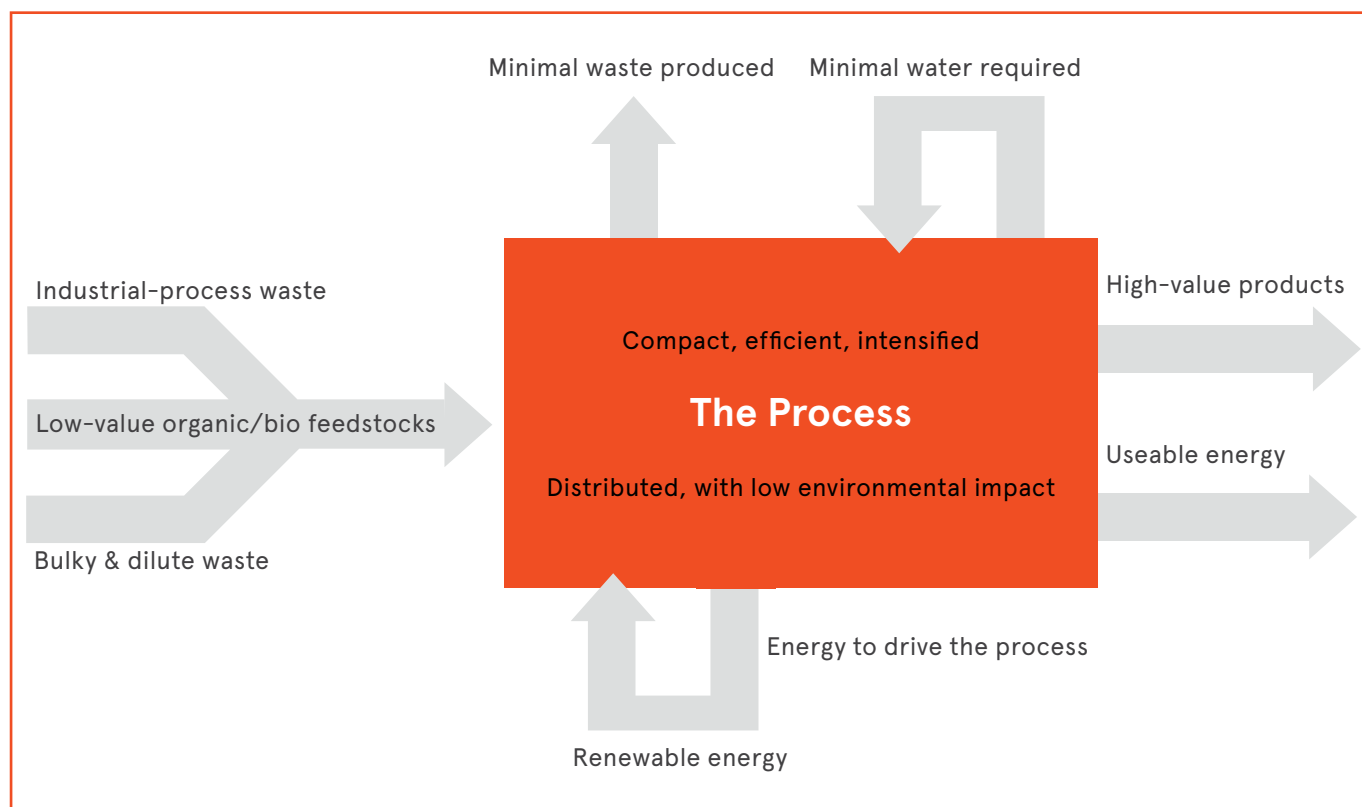 Minimal waste produced
Minimal water required
Industrial-process waste
Low-value organic/bio feedstocks
Bulky & dilute waste
Compact, efficient, intensified
The Process
Distributed, with low environmental impact
High-value products
Useable energy
Energy to drive the process
Renewable energy